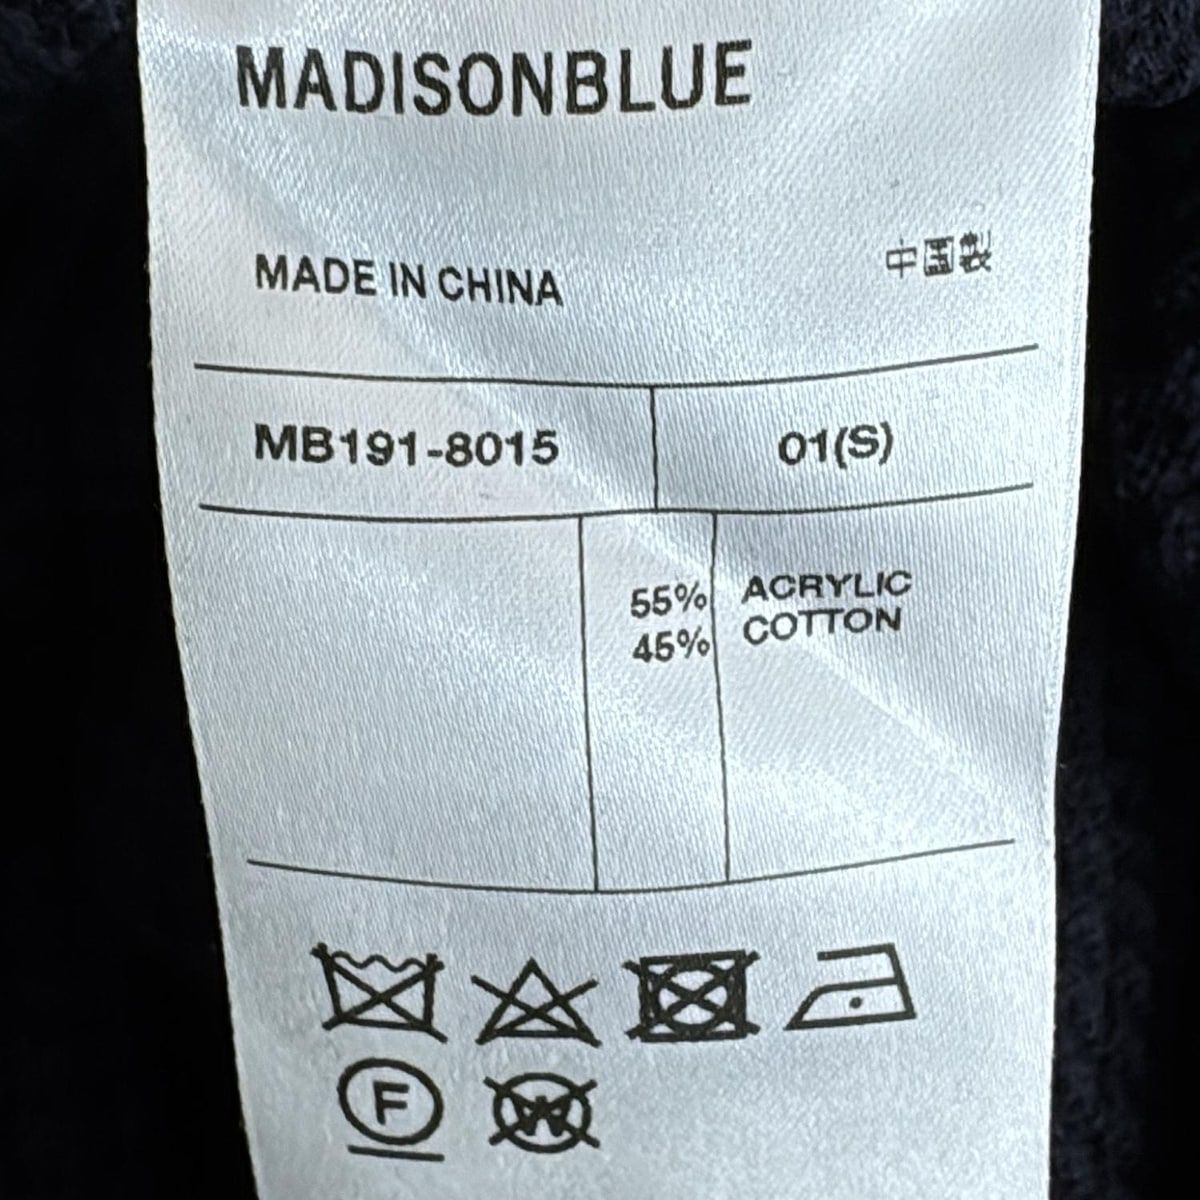 MADISONBLUE
MADE IN CHINA 中国製
MB191-8015 01(S)
55% ACRYLIC
45% COTTON
F
W